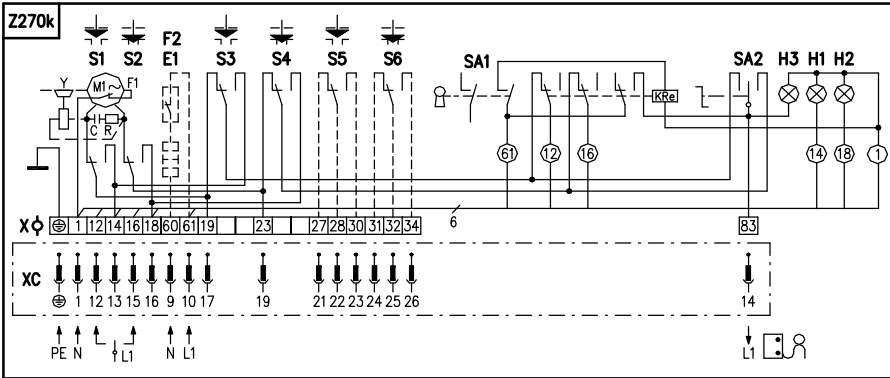 Z270k
F2
S1 S2 E1 S3 S4 S5 S6 SA1 SA2 H3 H1 H2
Y M1 F1
KRe
C R
61 12 16 14 18 1
X 1 12 14 16 18 60 61 19 23 27 28 30 31 32 34 6 83
XC
1 12 13 15 16 9 10 17 19 21 22 23 24 25 26 14
PE N L1 N L1 L1